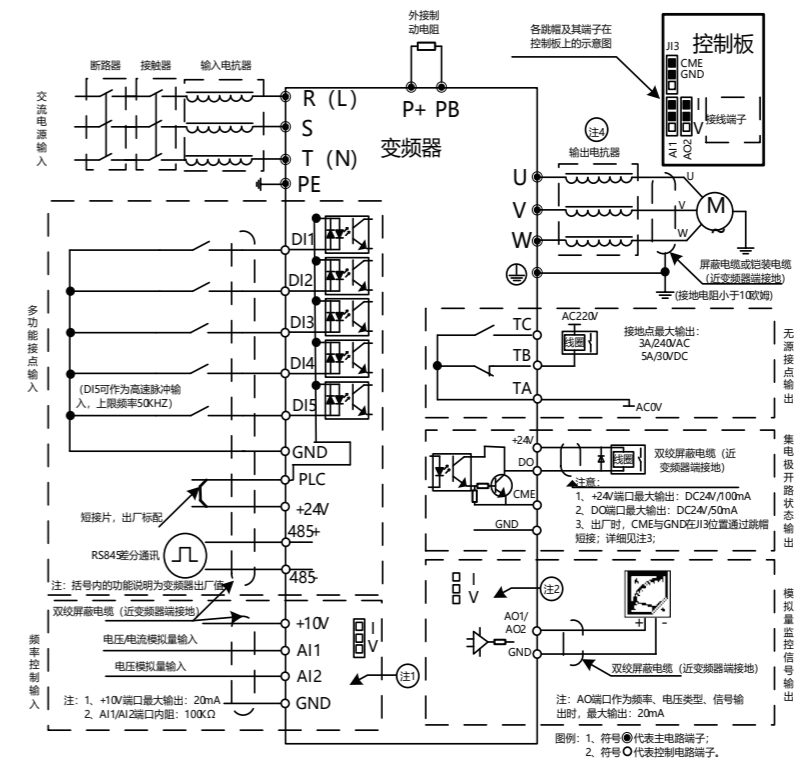 外接制
动电阻
各跳帽及其端子在
控制板上的示意图
JJ3
控制板
CME
GND
I
V
接线端子
AI1
AO2
断路器
接触器
输入电抗器
交流电源输入
R (L)
S
T (N)
PE
P+ PB
变频器
注4
输出电抗器
U
V
W
U
V
W
M
屏蔽电缆或铠装电缆
(近变频器端接地)
(接地电阻小于10欧姆)
多功能接点输入
DI1
DI2
DI3
DI4
DI5
(DI5可作为高速脉冲输
入，上限频率50KHZ)
GND
PLC
+24V
短接片，出厂标配
485+
RS845差分通讯
485-
注：括号内的功能说明为变频器出厂值
TC
TB
TA
AC220V
线圈
AC0V
接地点最大输出：
3A/240/AC
5A/30VDC
无源接点输出
+24V
DO
CME
GND
线圈
双绞屏蔽电缆（近
变频器端接地)
注意：
1、+24V端口最大输出：DC24V/100mA
2、DO端口最大输出：DC24V/50mA
3、出厂时，CME与GND在JJ3位置通过跳帽
短接；详细见注3；
集电极开路状态输出
频率控制输入
双绞屏蔽电缆（近变频器端接地)
+10V
电压/电流模拟量输入
AI1
电压模拟量输入
AI2
GND
I
V
注1
注：1、+10V端口最大输出：20mA
2、AI1/AI2端口内阻：100KΩ
I
V
注2
AO1/
AO2
GND
+ -
双绞屏蔽电缆（近变频器端接地)
注：AO端口作为频率、电压类型、信号输
出时，最大输出：20mA
模拟量监控信号输出
图例：1、符号◉代表主电路端子；
2、符号O代表控制电路端子。